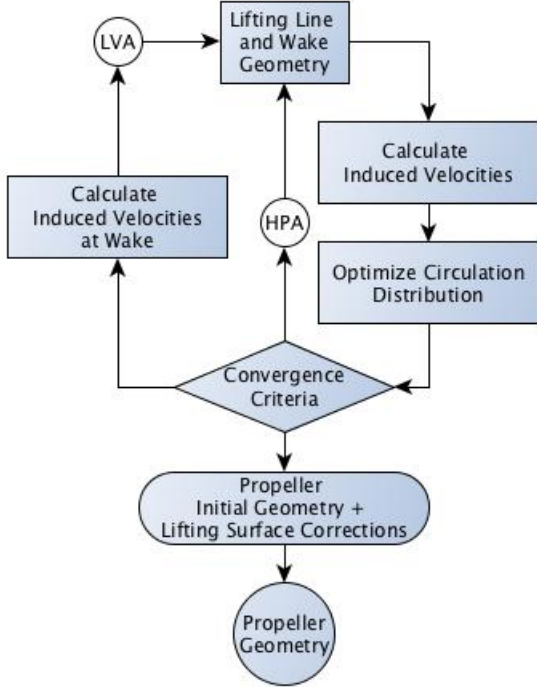 LVA
Lifting Line
and Wake
Geometry
Calculate
Induced Velocities
Calculate
Induced Velocities
at Wake
HPA
Optimize Circulation
Distribution
Convergence
Criteria
Propeller
Initial Geometry +
Lifting Surface Corrections
Propeller
Geometry